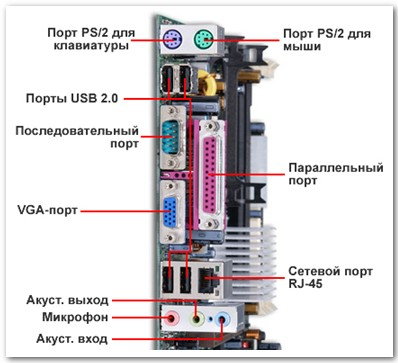 Порт PS/2 для
клавиатуры
Порт PS/2 для
мыши
Порты USB 2.0
Последовательный
порт
Параллельный
порт
VGA-порт
Сетевой порт
RJ-45
Акуст. выход
Микрофон
Акуст. вход